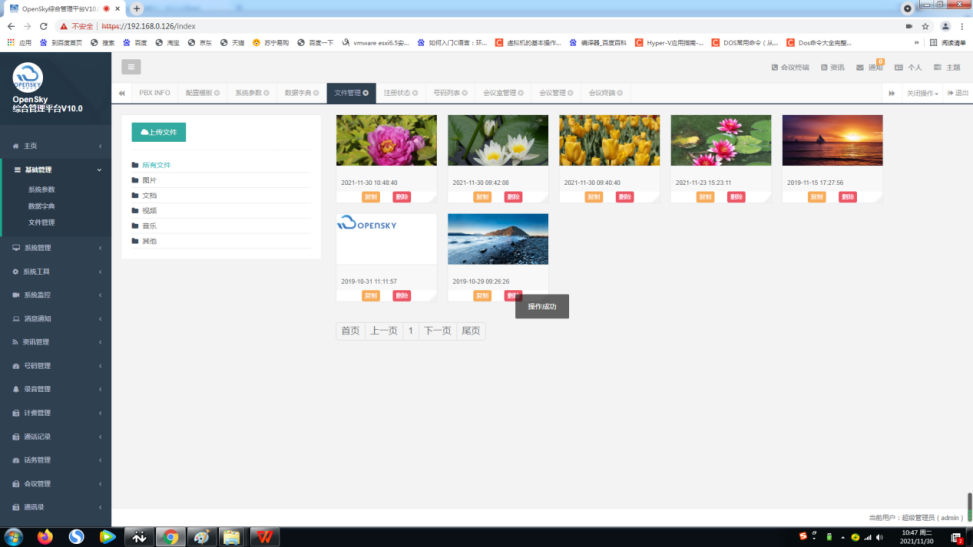 OpenSky综合管理平台V10.
不安全 https://192.168.0.126/index
应用 到百度首页 搜索 百度 淘宝 京东 天猫 苏宁易购 百度一下 vmware esxi6.5安... 如何入门C语言：环... 虚拟机的基本操作... 编译器_百度百科 Hyper-V应用指南-... DOS常用命令（从... Dos命令大全完整... » 阅读清单
OPENSKY
OpenSky
综合管理平台V10.0
会议终端 资讯 通知 个人 主题
PBX INFO 配置模板 系统参数 数据字典 文件管理 注册状态 号码列表 会议室管理 会议管理 会议终端 关闭操作 退出
主页
基础管理
系统参数
数据字典
文件管理
系统管理
系统工具
系统监控
消息通知
资讯管理
号码管理
录音管理
计费管理
通话记录
话务管理
会议管理
通讯录
上传文件
所有文件
图片
文档
视频
音乐
其他
2021-11-30 10:48:40 2021-11-30 09:42:08 2021-11-30 09:40:40 2021-11-23 15:23:11 2019-11-15 17:27:56
复制 删除 复制 删除 复制 删除 复制 删除 复制 删除
OPENSKY
2019-10-31 11:11:57 2019-10-29 09:26:26
复制 删除 复制 删除
操作成功
首页 上一页 1 下一页 尾页
当前用户：超级管理员 ( admin )
10:47 周二
2021/11/30